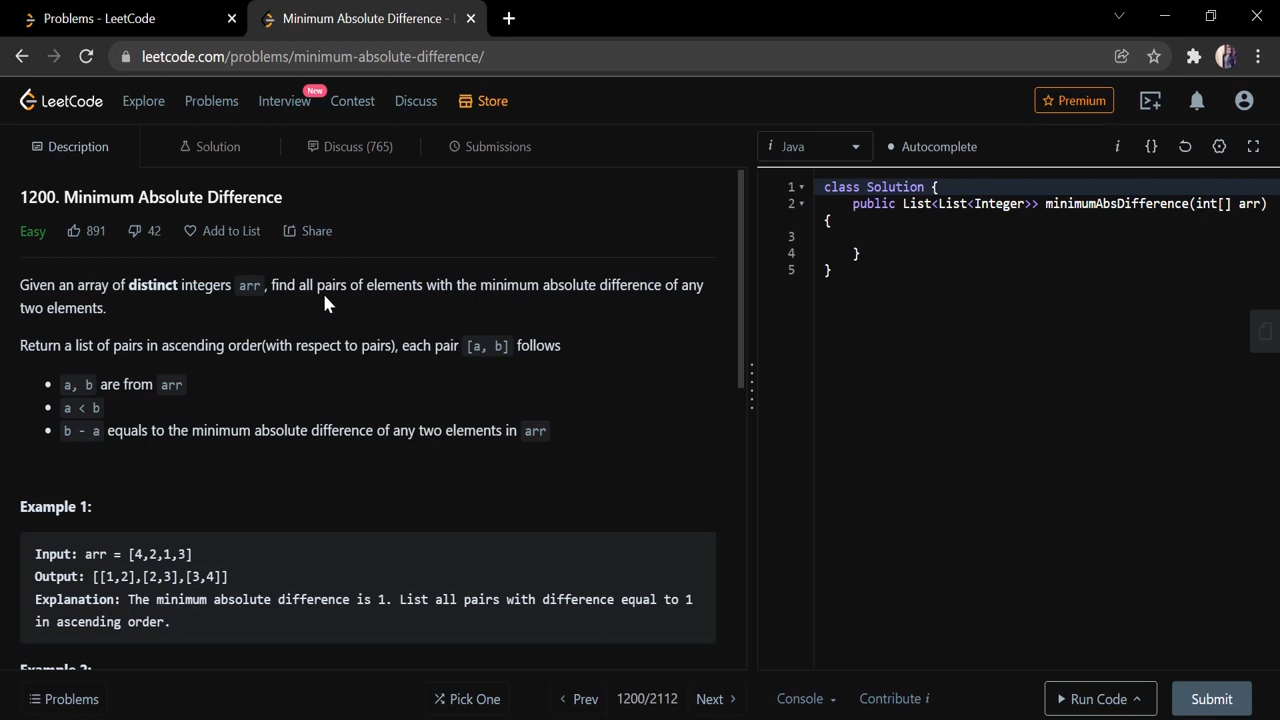 Problems - LeetCode
Minimum Absolute Difference - L
leetcode.com/problems/minimum-absolute-difference/
LeetCode Explore Problems Interview New Contest Discuss Store Premium
Description Solution Discuss (765) Submissions
i Java Autocomplete i {}
1200. Minimum Absolute Difference
Easy 891 42 Add to List Share
Given an array of distinct integers arr, find all pairs of elements with the minimum absolute difference of any
two elements.
Return a list of pairs in ascending order(with respect to pairs), each pair [a, b] follows
• a, b are from arr
• a < b
• b - a equals to the minimum absolute difference of any two elements in arr
Example 1:
Input: arr = [4,2,1,3]
Output: [[1,2],[2,3],[3,4]]
Explanation: The minimum absolute difference is 1. List all pairs with difference equal to 1
in ascending order.
Example 2:
1 class Solution {
2 public List<List<Integer>> minimumAbsDifference(int[] arr)
{
3
4 }
5 }
Problems Pick One Prev 1200/2112 Next Console Contribute i Run Code Submit